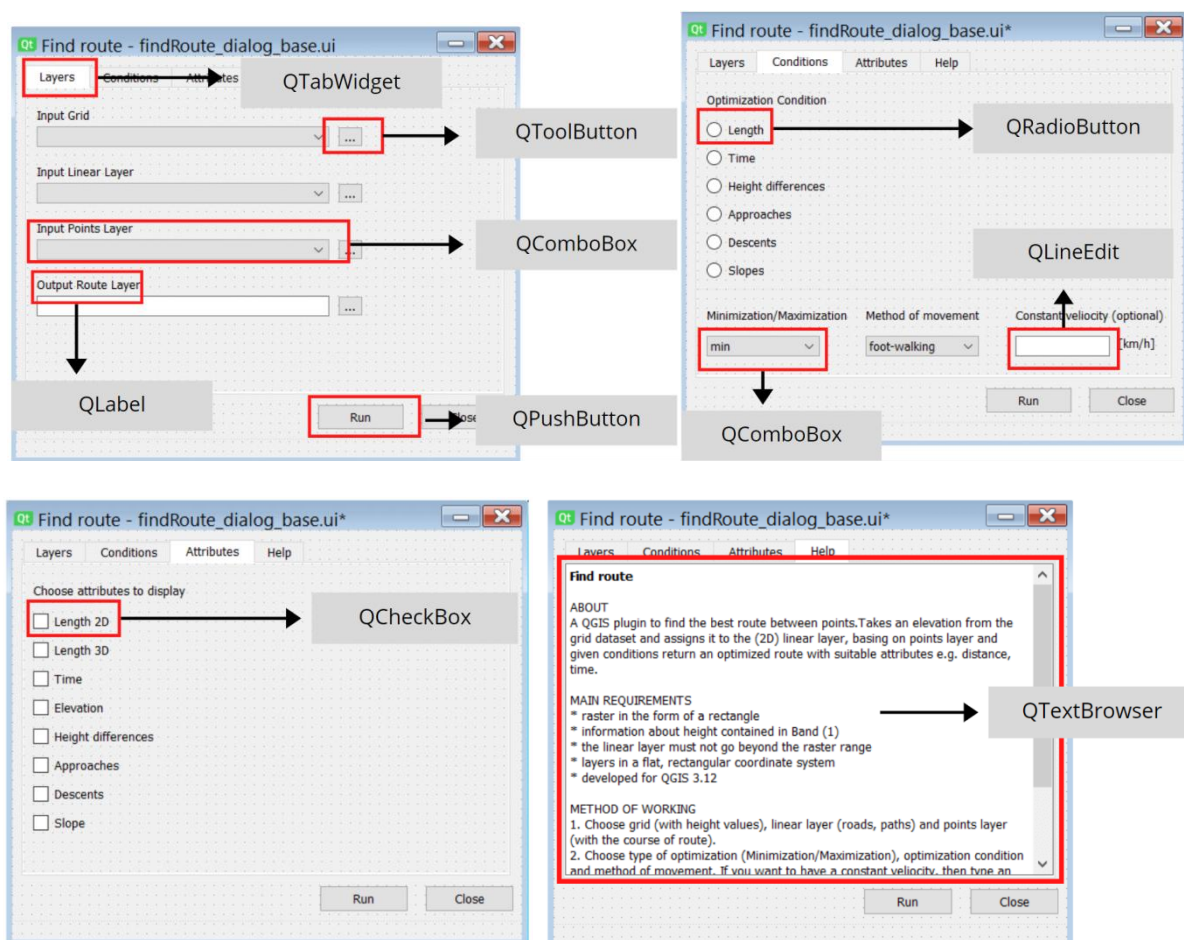 Find route - findRoute_dialog_base.ui
Layers Conditions Attributes
QTabWidget
Input Grid
...
QToolButton
Input Linear Layer
...
Input Points Layer
...
QComboBox
Output Route Layer
...
QLabel
Run Close
QPushButton
Find route - findRoute_dialog_base.ui*
Layers Conditions Attributes Help
Optimization Condition
Length
QRadioButton
Time
Height differences
Approaches
Descents
Slopes
QLineEdit
Minimization/Maximization Method of movement Constant veliocity (optional)
min foot-walking [km/h]
Run Close
QComboBox
Find route - findRoute_dialog_base.ui*
Layers Conditions Attributes Help
Choose attributes to display
Length 2D
QCheckBox
Length 3D
Time
Elevation
Height differences
Approaches
Descents
Slope
Run Close
Find route - findRoute_dialog_base.ui*
Layers Conditions Attributes Help
Find route
ABOUT
A QGIS plugin to find the best route between points.Takes an elevation from the
grid dataset and assigns it to the (2D) linear layer, basing on points layer and
given conditions return an optimized route with suitable attributes e.g. distance,
time.
MAIN REQUIREMENTS
* raster in the form of a rectangle
* information about height contained in Band (1)
* the linear layer must not go beyond the raster range
* layers in a flat, rectangular coordinate system
* developed for QGIS 3.12
QTextBrowser
METHOD OF WORKING
1. Choose grid (with height values), linear layer (roads, paths) and points layer
(with the course of route).
2. Choose type of optimization (Minimization/Maximization), optimization condition
and method of movement. If you want to have a constant veliocity, then type an
Run Close